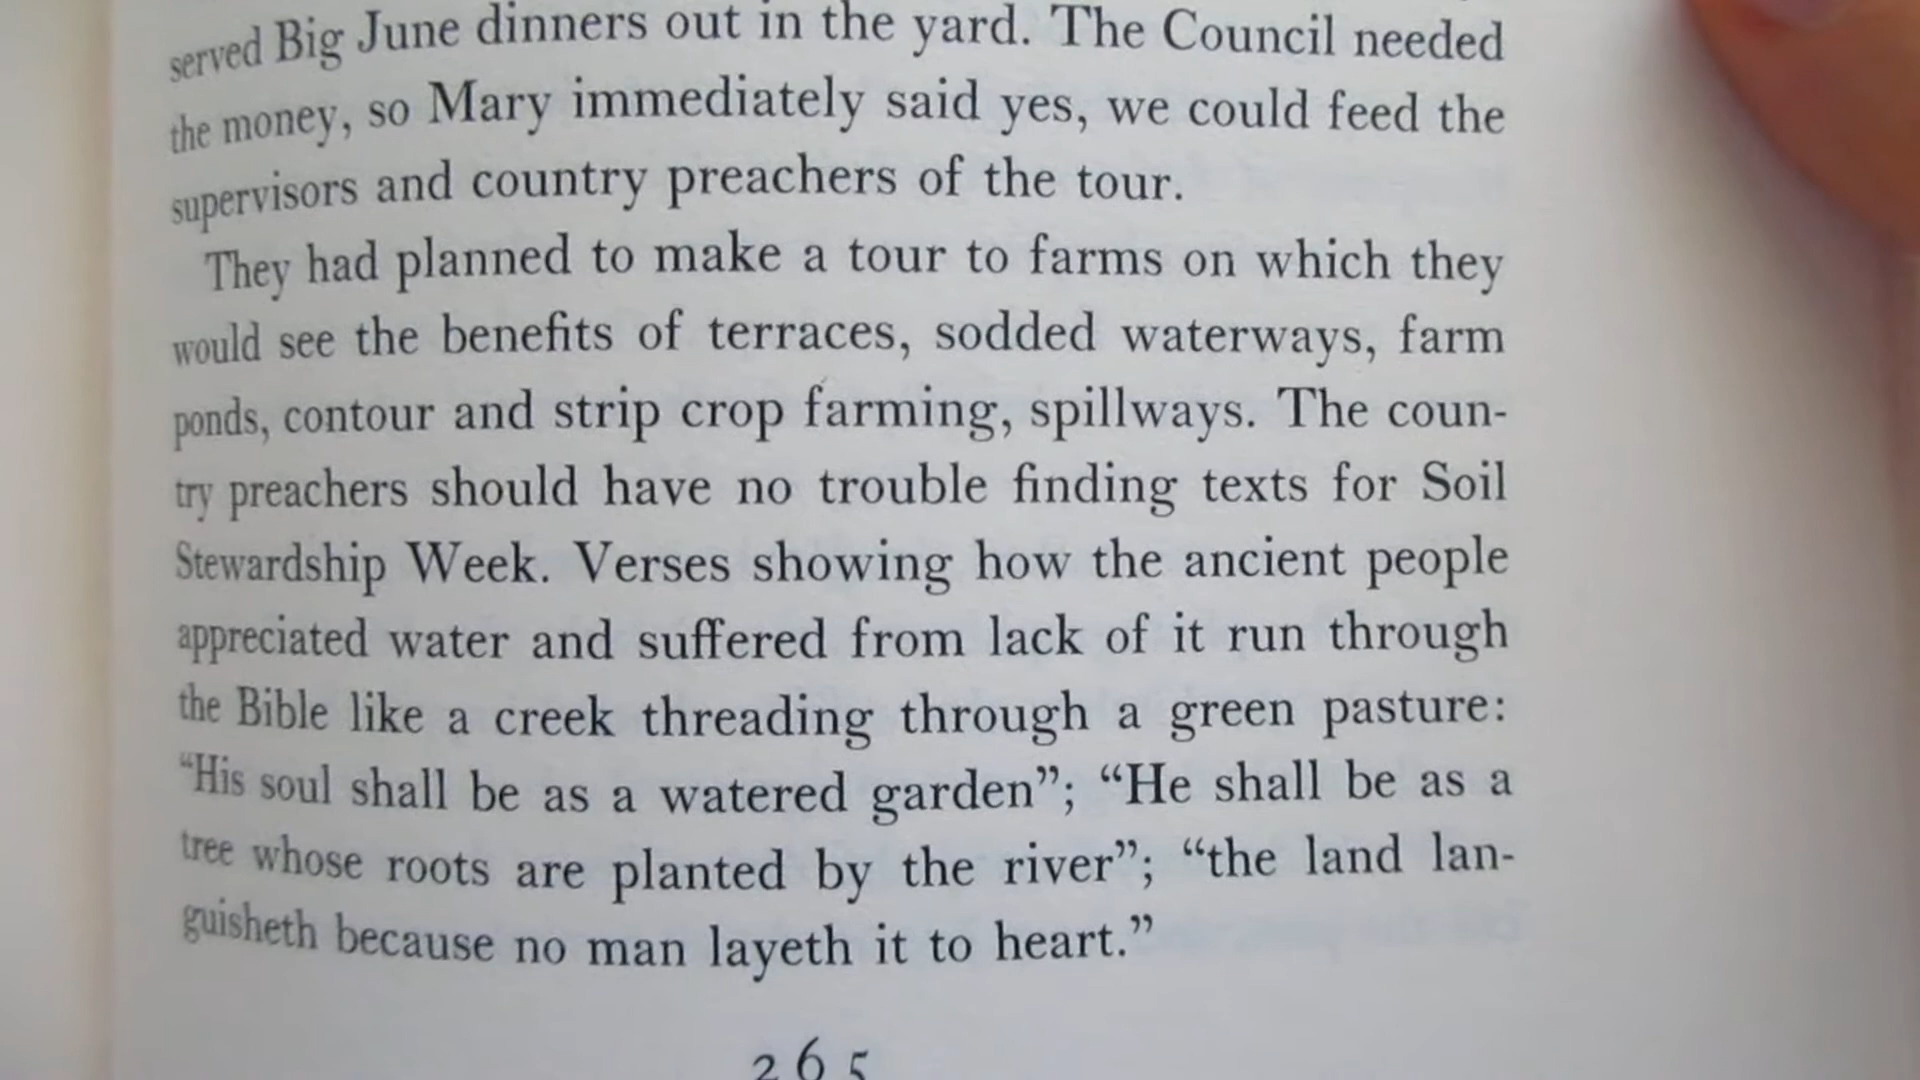 served Big June dinners out in the yard. The Council needed
the money, so Mary immediately said yes, we could feed the
supervisors and country preachers of the tour.
They had planned to make a tour to farms on which they
would see the benefits of terraces, sodded waterways, farm
ponds, contour and strip crop farming, spillways. The coun-
try preachers should have no trouble finding texts for Soil
Stewardship Week. Verses showing how the ancient people
appreciated water and suffered from lack of it run through
the Bible like a creek threading through a green pasture:
“His soul shall be as a watered garden”; “He shall be as a
tree whose roots are planted by the river”; “the land lan-
guisheth because no man layeth it to heart.”
265